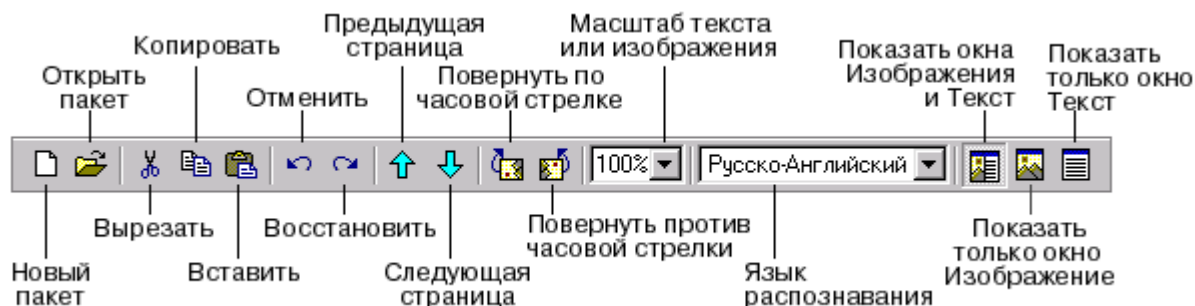 Предыдущая
страница
Масштаб текста
или изображения
Копировать
Показать окна
Изображения
и Текст
Показать
только окно
Текст
Открыть
пакет
Отменить
Повернуть по
часовой стрелке
100%
Русско-Английский
Вырезать
Восстановить
Повернуть против
часовой стрелки
Показать
только окно
Изображение
Новый
пакет
Вставить
Следующая
страница
Язык
распознавания